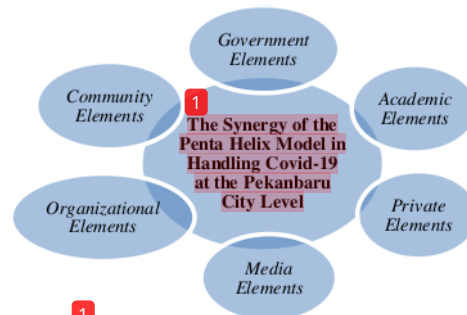 Government
Elements
Community
Elements
1
Academic
Elements
The Synergy of the
Penta Helix Model in
Handling Covid-19
at the Pekanbaru
City Level
Organizational
Elements
Private
Elements
Media
Elements
1